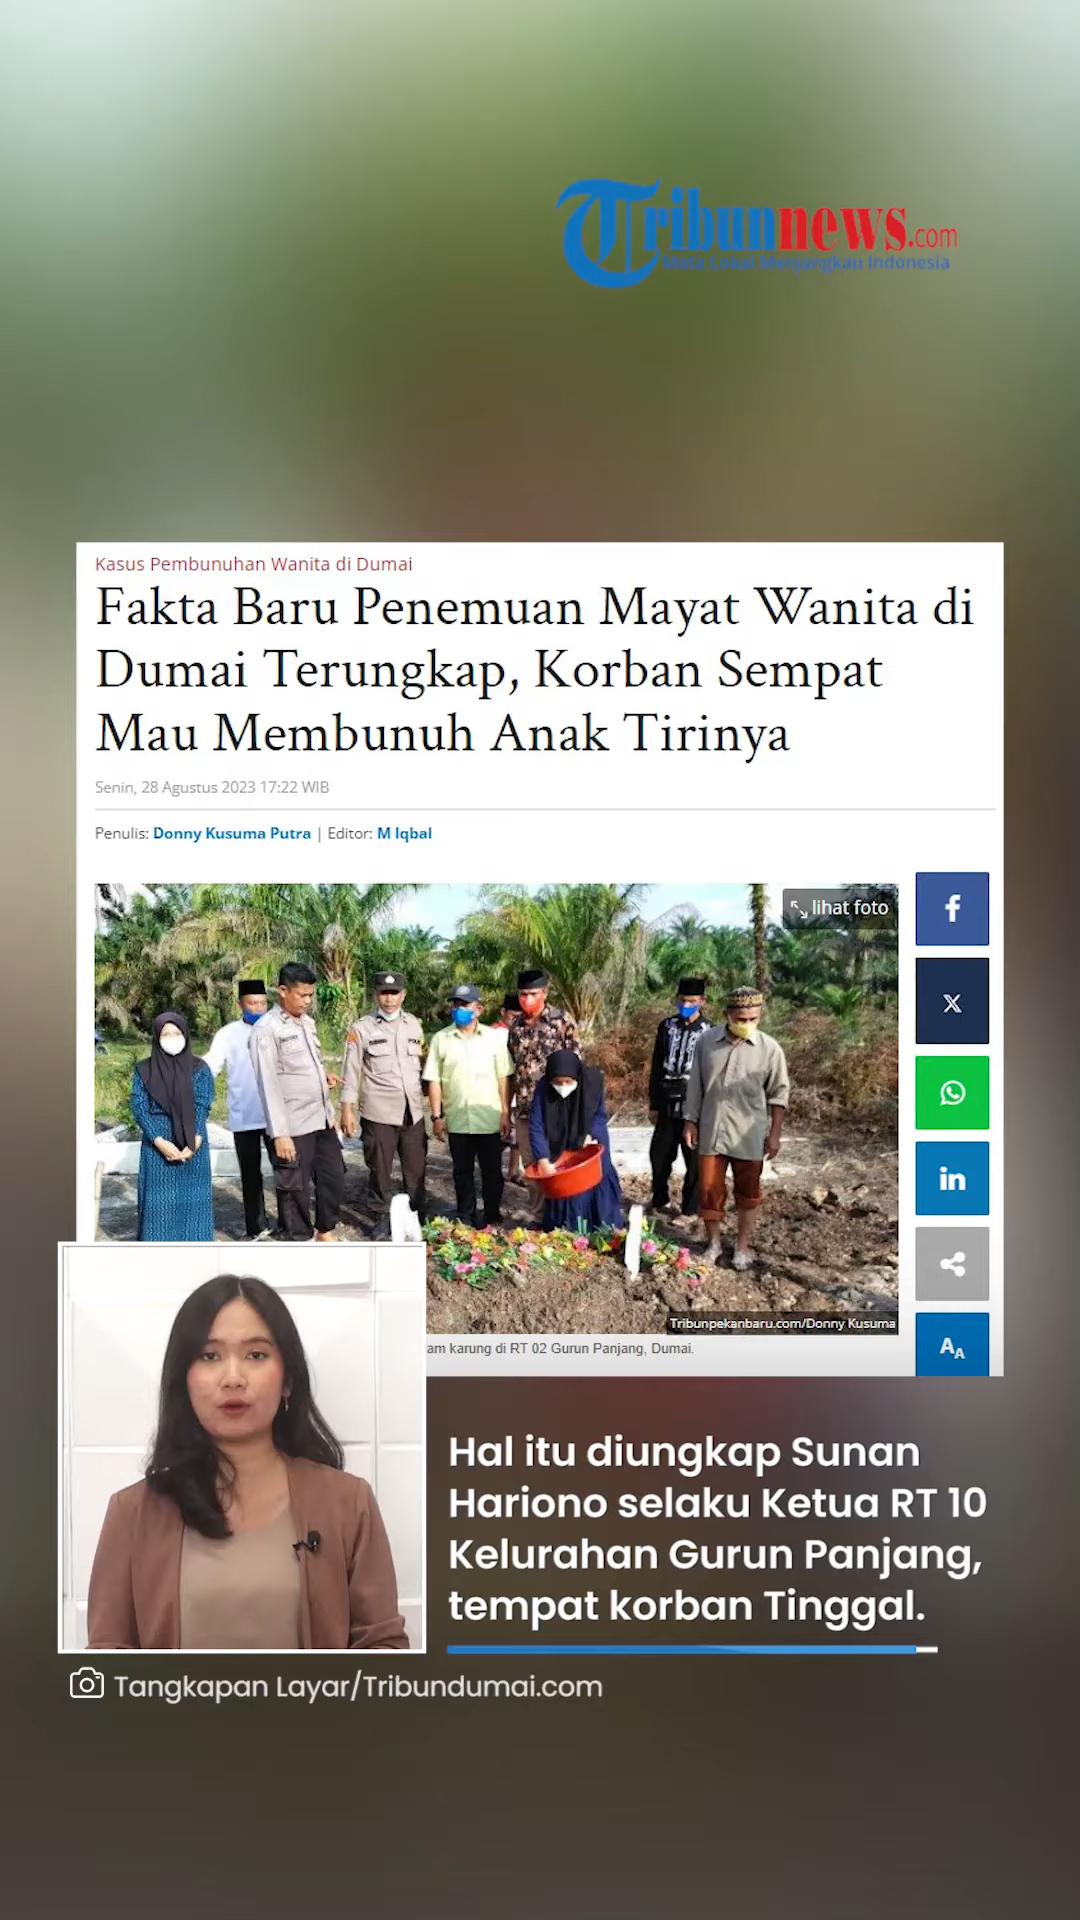 Tribunnews.com
Mata Lokal Menjangkau Indonesia
Kasus Pembunuhan Wanita di Dumai
Fakta Baru Penemuan Mayat Wanita di
Dumai Terungkap, Korban Sempat
Mau Membunuh Anak Tirinya
Senin, 28 Agustus 2023 17:22 WIB
Penulis: Donny Kusuma Putra | Editor: M Iqbal
lihat foto
f
X
in
Tribunpekanbaru.com/Donny Kusuma
am karung di RT 02 Gurun Panjang, Dumai.
AA
Hal itu diungkap Sunan
Hariono selaku Ketua RT 10
Kelurahan Gurun Panjang,
tempat korban Tinggal.
Tangkapan Layar/Tribundumai.com